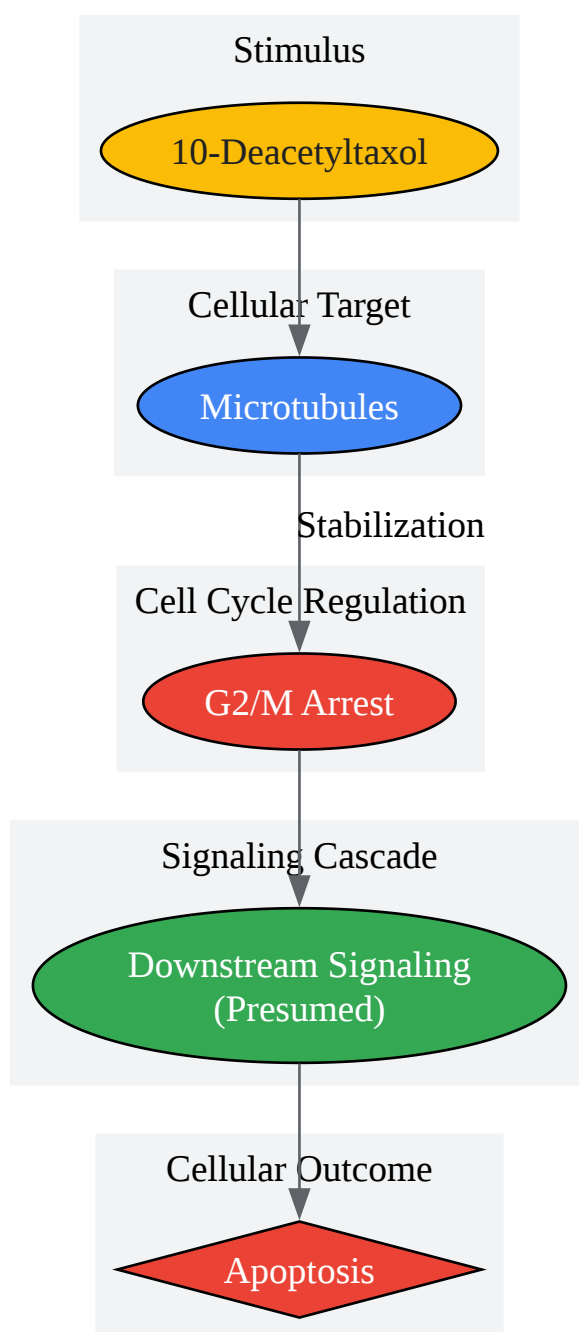 Stimulus
10-Deacetyltaxol
Cellular Target
Microtubules
Stabilization
Cell Cycle Regulation
G2/M Arrest
Signaling Cascade
Downstream Signaling
(Presumed)
Cellular Outcome
Apoptosis